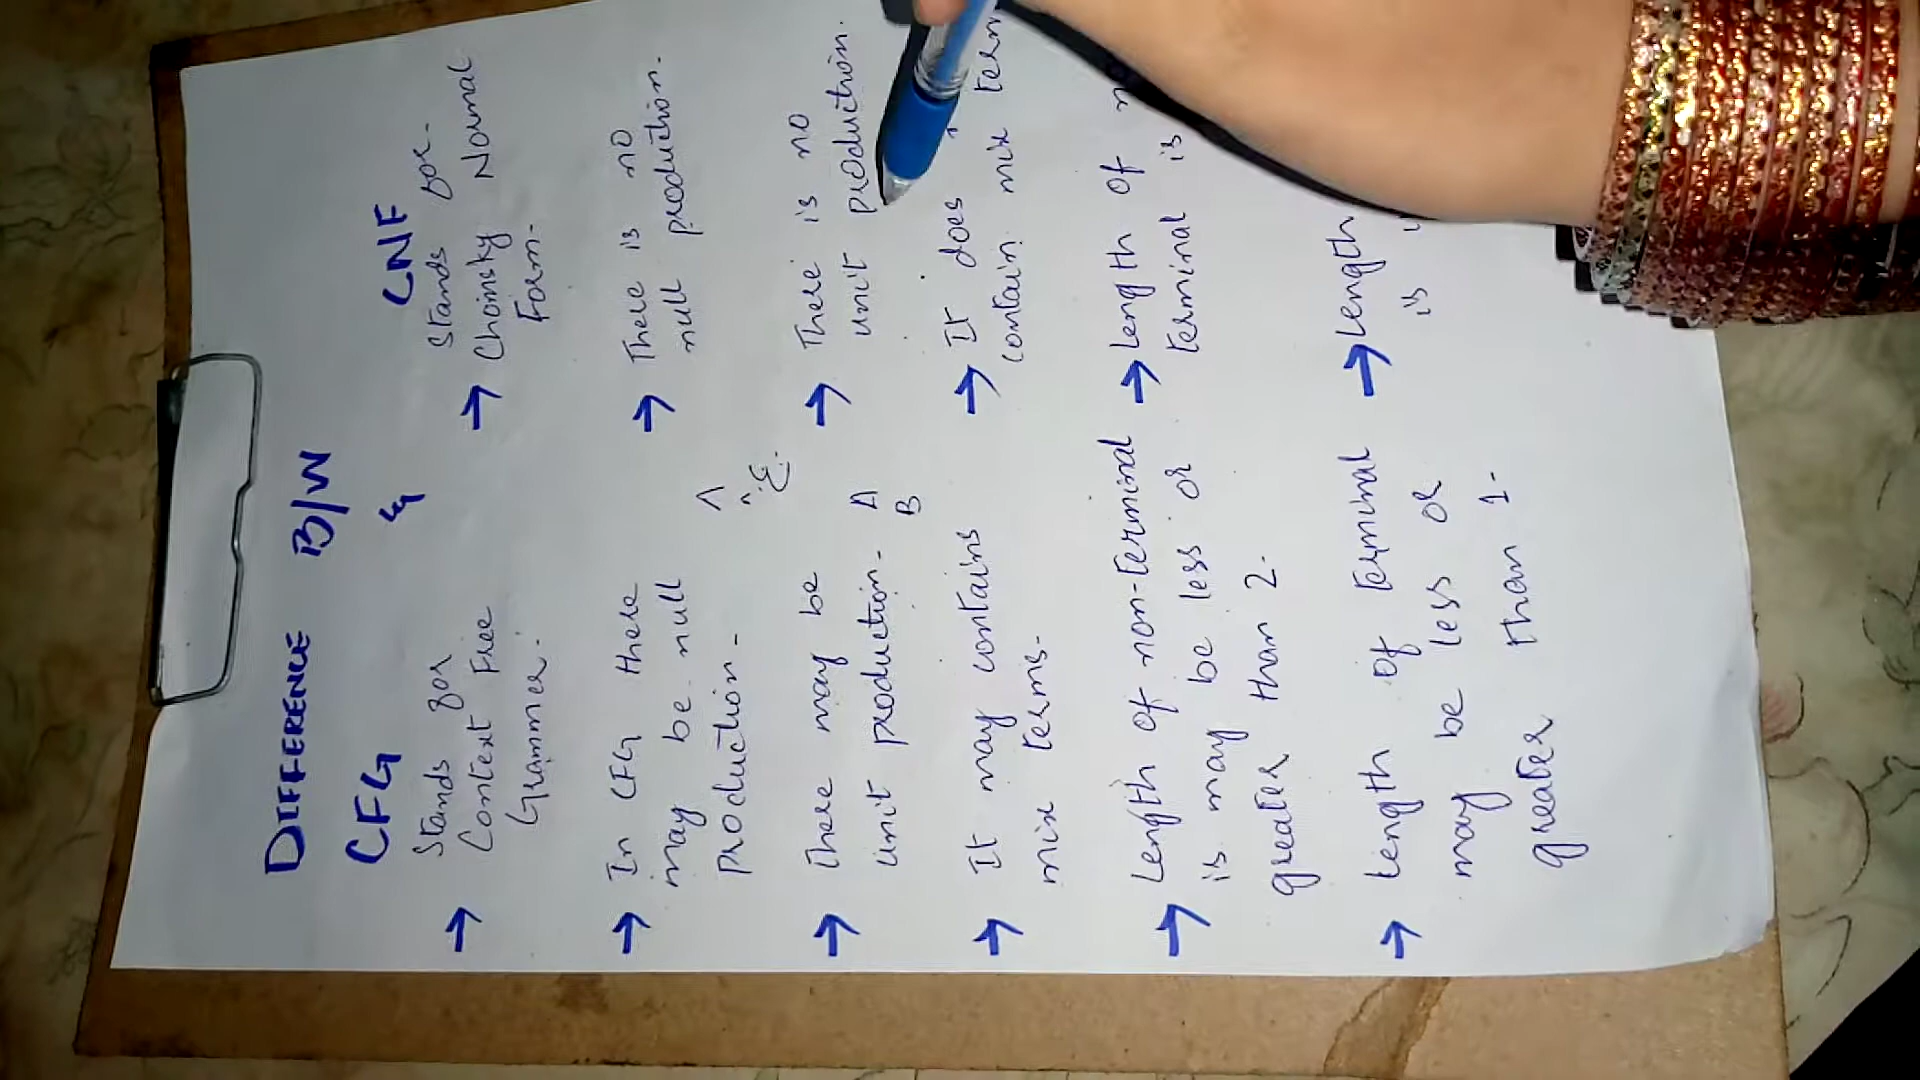 DIFFERENCE B/W
CFG & CNF
→ Stands for
Context Free
Grammer.
→ In CFG there
may be null
production-
^
^.
ε.
→ There may be
unit production- A
B
→ It may contains
mix terms-
→ Length of non-terminal
is may be less or
greater than 2-
→ Length of terminal
may be less or
greater than 1-
Stands for-
→ Chomsky Normal
Form-
→ There is no
null production-
→ There is no
unit production.
→ It does
contain mix
→ Length of
terminal is
→ Length
is